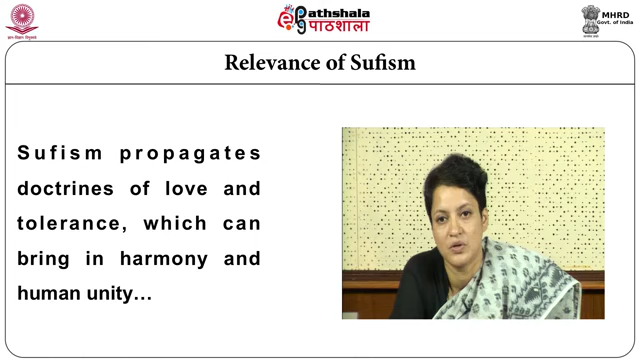 Pathshala
पाठशाला
MHRD
Govt. of India
Relevance of Sufism
Sufism propagates
doctrines of love and
tolerance, which can
bring in harmony and
human unity…